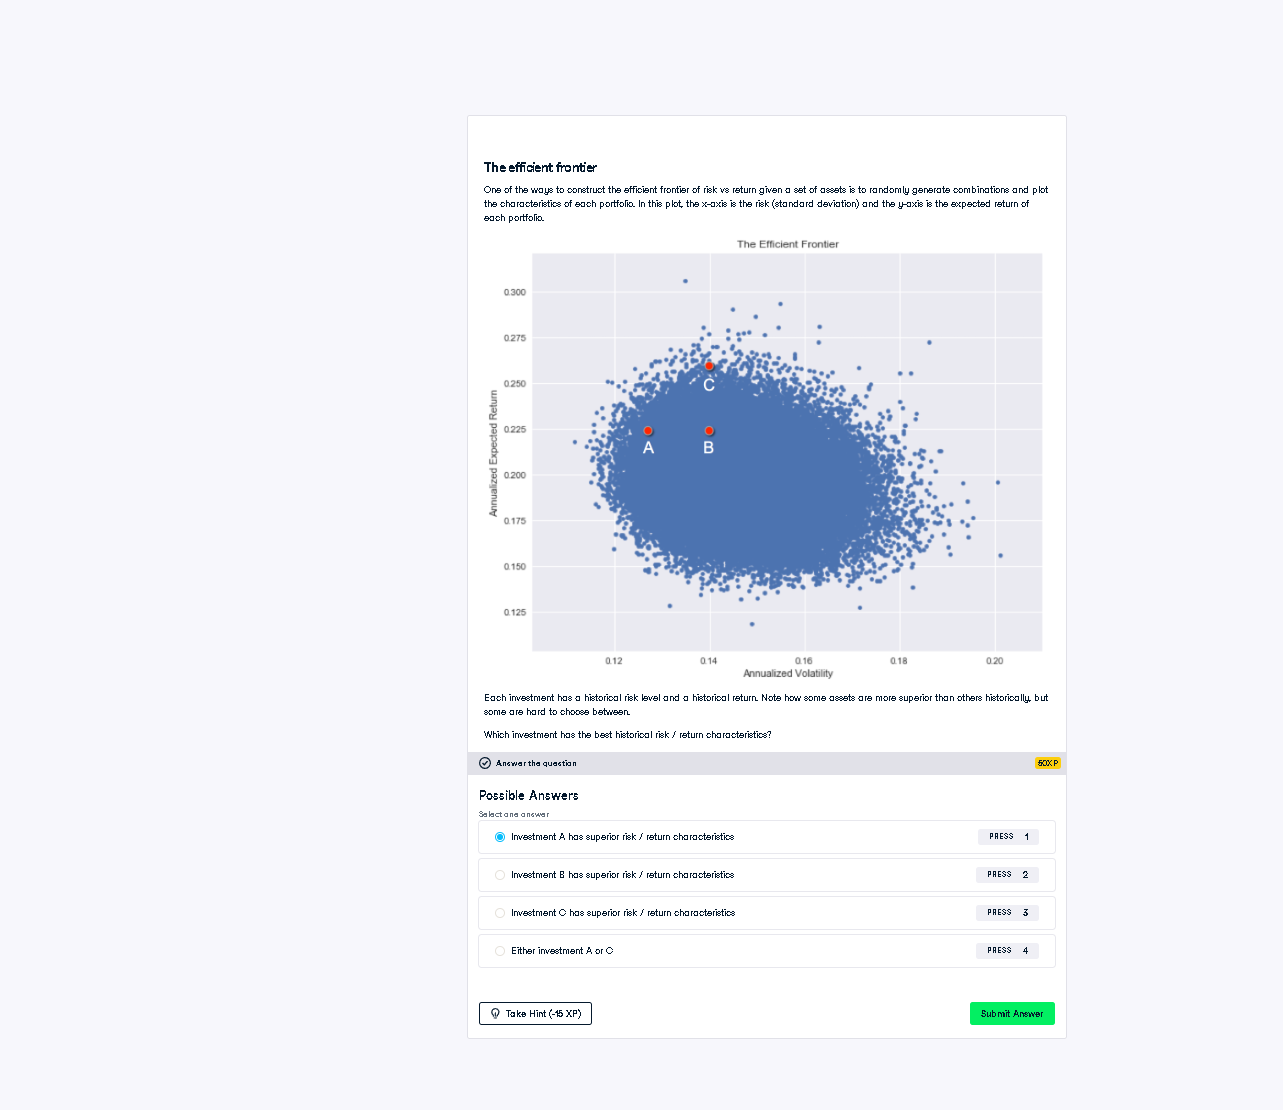 The efficient frontier
One of the ways to construct the efficient frontier of risk vs return given a set of assets is to randomly generate combinations and plot
the characteristics of each portfolio. In this plot, the x-axis is the risk (standard deviation) and the y-axis is the expected return of
each portfolio.
The Efficient Frontier
0.300
0.275
0.250
0.225
0.200
0.175
0.150
0.125
Annualized Expected Return
C
A
B
0.12
0.14
0.16
0.18
0.20
Annualized Volatility
Each investment has a historical risk level and a historical return. Note how some assets are more superior than others historically, but
some are hard to choose between.
Which investment has the best historical risk / return characteristics?
Answer the question
50XP
Possible Answers
Select one answer
Investment A has superior risk / return characteristics
PRESS 1
Investment B has superior risk / return characteristics
PRESS 2
Investment C has superior risk / return characteristics
PRESS 3
Either investment A or C
PRESS 4
Take Hint (-15 XP)
Submit Answer